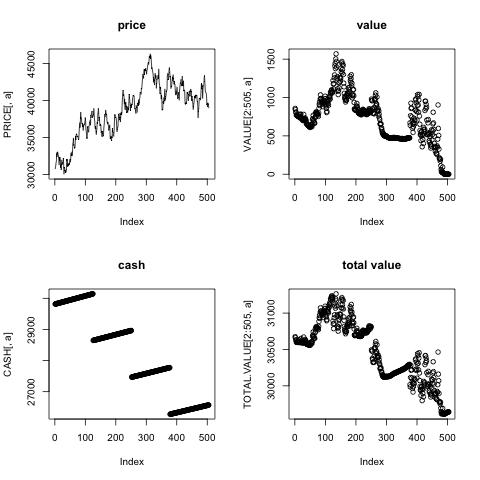 price
PRICE[, a]
30000 35000 40000 45000
0 100 200 300 400 500
Index
value
VALUE[2:505, a]
0 500 1000 1500
0 100 200 300 400 500
Index
cash
CASH[, a]
27000 29000
0 100 200 300 400 500
Index
total value
TOTAL.VALUE[2:505, a]
30000 30500 31000
0 100 200 300 400 500
Index